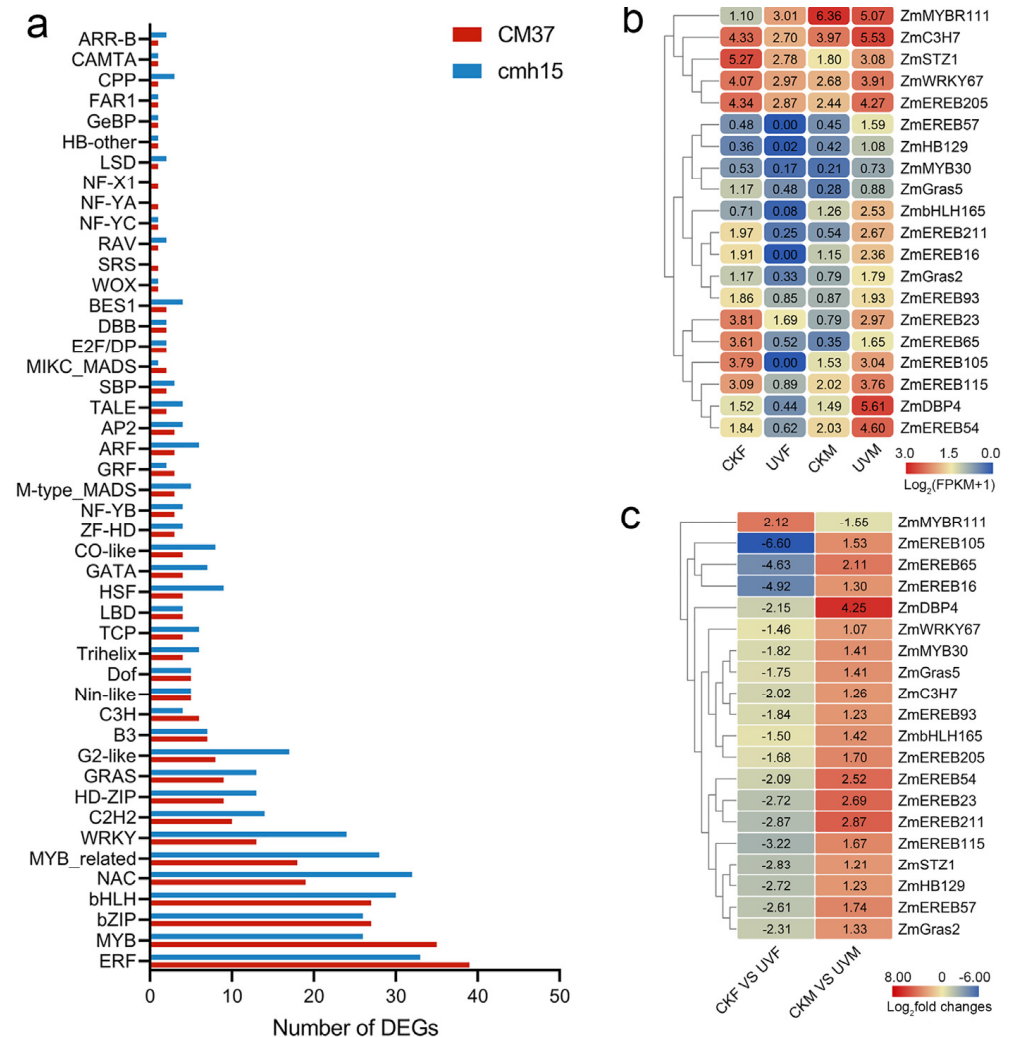 a
CM37
cmh15
ARR-B
CAMTA
CPP
FAR1
GeBP
HB-other
LSD
NF-X1
NF-YA
NF-YC
RAV
SRS
WOX
BES1
DBB
E2F/DP
MIKC_MADS
SBP
TALE
AP2
ARF
GRF
M-type_MADS
NF-YB
ZF-HD
CO-like
GATA
HSF
LBD
TCP
Trihelix
Dof
Nin-like
C3H
B3
G2-like
GRAS
HD-ZIP
C2H2
WRKY
MYB_related
NAC
bHLH
bZIP
MYB
ERF
0 10 20 30 40 50
Number of DEGs
b
1.10 3.01 6.36 5.07 ZmMYBR111
4.33 2.70 3.97 5.53 ZmC3H7
5.27 2.78 1.80 3.08 ZmSTZ1
4.07 2.97 2.68 3.91 ZmWRKY67
4.34 2.87 2.44 4.27 ZmEREB205
0.48 0.00 0.45 1.59 ZmEREB57
0.36 0.02 0.42 1.08 ZmHB129
0.53 0.17 0.21 0.73 ZmMYB30
1.17 0.48 0.28 0.88 ZmGras5
0.71 0.08 1.26 2.53 ZmbHLH165
1.97 0.25 0.54 2.67 ZmEREB211
1.91 0.00 1.15 2.36 ZmEREB16
1.17 0.33 0.79 1.79 ZmGras2
1.86 0.85 0.87 1.93 ZmEREB93
3.81 1.69 0.79 2.97 ZmEREB23
3.61 0.52 0.35 1.65 ZmEREB65
3.79 0.00 1.53 3.04 ZmEREB105
3.09 0.89 2.02 3.76 ZmEREB115
1.52 0.44 1.49 5.61 ZmDBP4
1.84 0.62 2.03 4.60 ZmEREB54
CKF UVF CKM UVM
3.0 1.5 0.0
Log2(FPKM+1)
c
2.12 -1.55 ZmMYBR111
-6.60 1.53 ZmEREB105
-4.63 2.11 ZmEREB65
-4.92 1.30 ZmEREB16
-2.15 4.25 ZmDBP4
-1.46 1.07 ZmWRKY67
-1.82 1.41 ZmMYB30
-1.75 1.41 ZmGras5
-2.02 1.26 ZmC3H7
-1.84 1.23 ZmEREB93
-1.50 1.42 ZmbHLH165
-1.68 1.70 ZmEREB205
-2.09 2.52 ZmEREB54
-2.72 2.69 ZmEREB23
-2.87 2.87 ZmEREB211
-3.22 1.67 ZmEREB115
-2.83 1.21 ZmSTZ1
-2.72 1.23 ZmHB129
-2.61 1.74 ZmEREB57
-2.31 1.33 ZmGras2
CKF VS UVF CKM VS UVM
8.00 0 -6.00
Log2fold changes